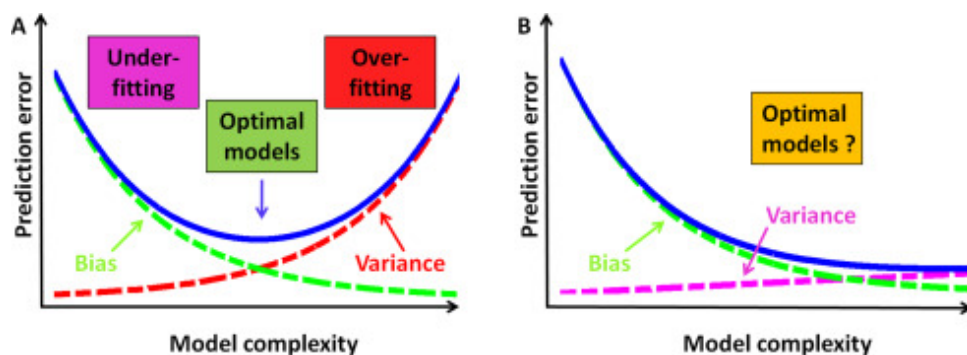 A
Prediction error
Under-
fitting
Over-
fitting
Optimal
models
Bias
Variance
Model complexity
B
Prediction error
Optimal
models ?
Variance
Bias
Model complexity